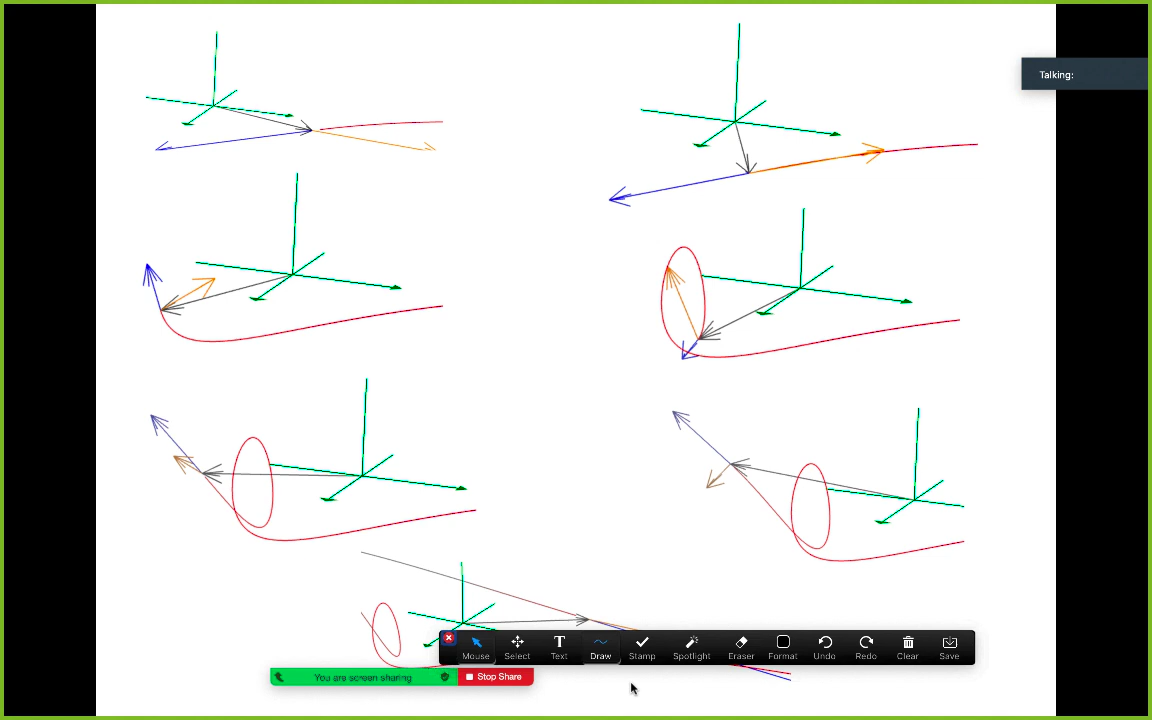 Talking:
Mouse
Select
Text
Draw
Stamp
Spotlight
Eraser
Format
Undo
Redo
Clear
Save
You are screen sharing
Stop Share